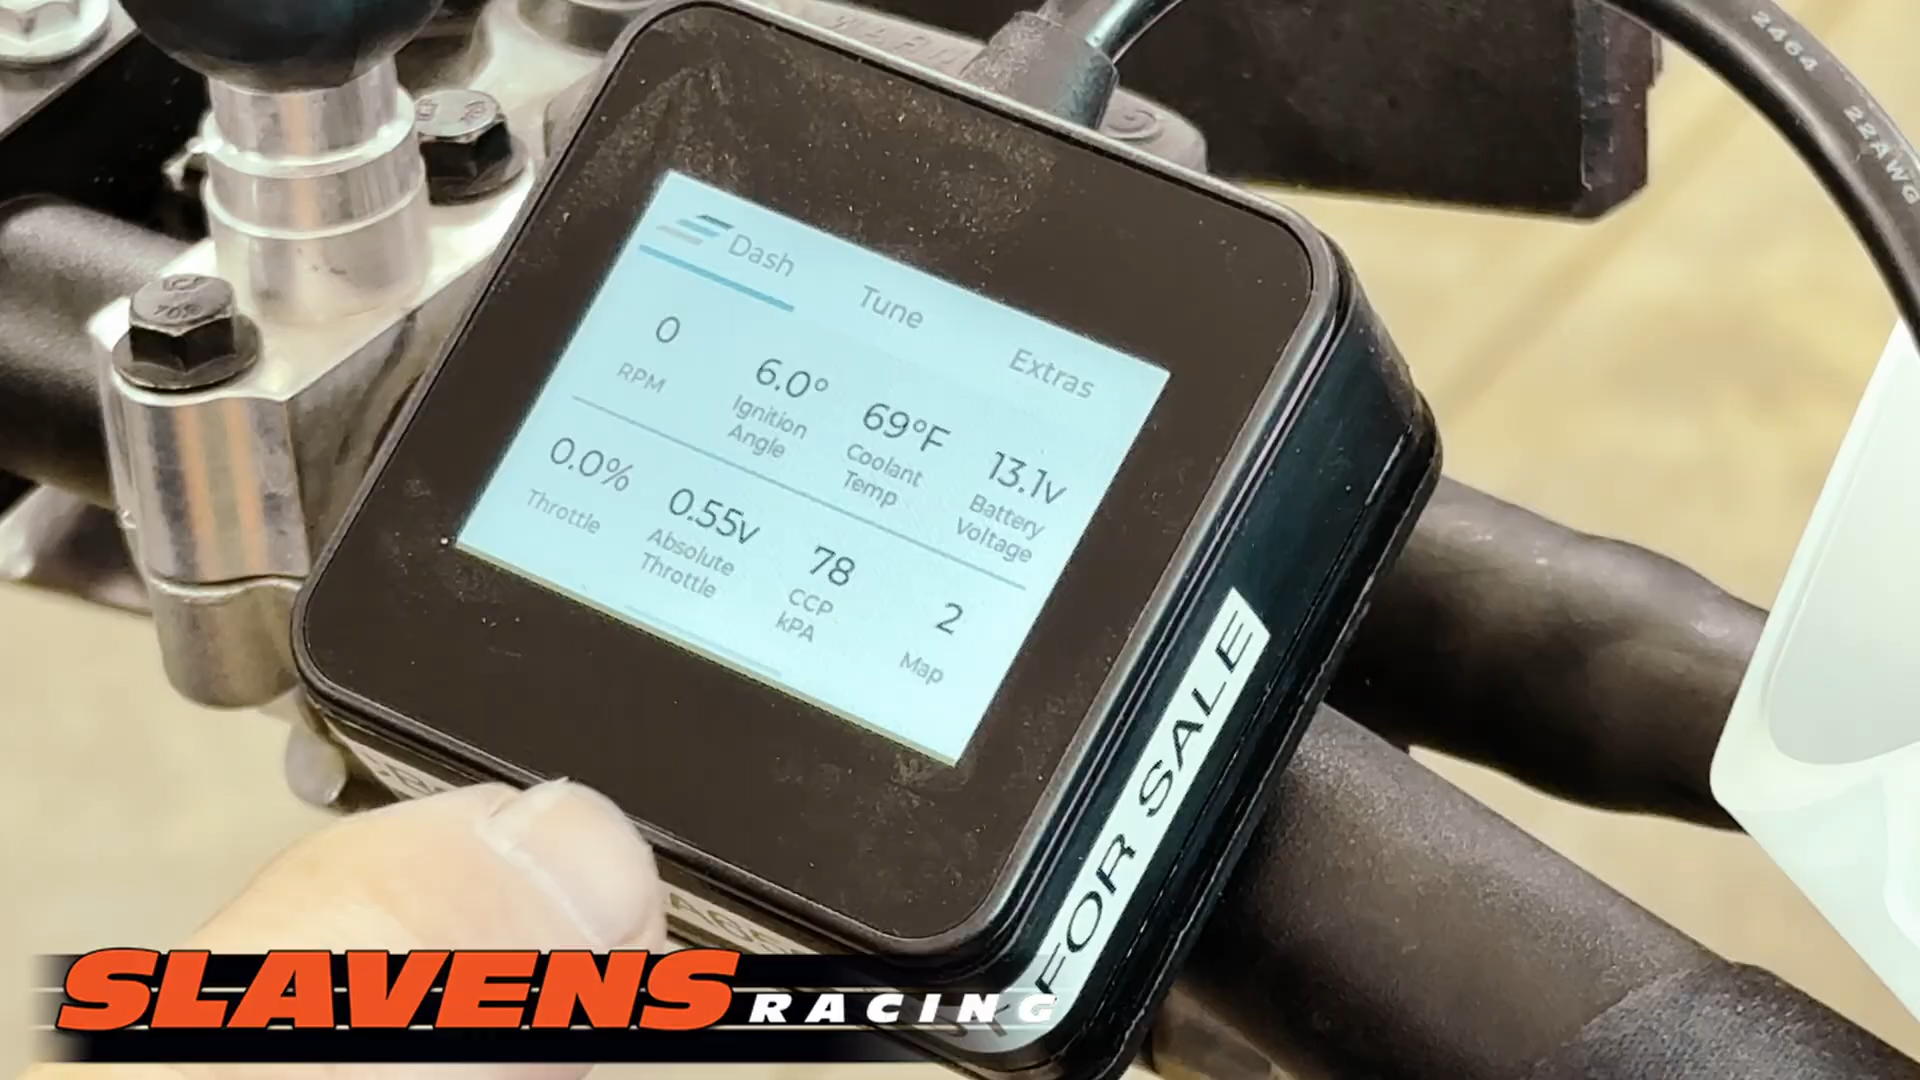 Dash Tune Extras
0 6.0° 69°F 13.1v
RPM Ignition Angle Coolant Temp Battery Voltage
0.0% 0.55v 78 2
Throttle Absolute Throttle CCP kPA Map
FOR SALE
2464 22AWG
SLAVENS RACING